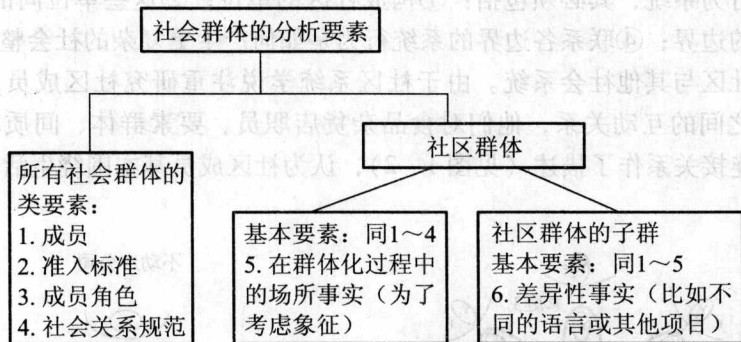 社会群体的分析要素
社区群体
所有社会群体的
类要素：
1. 成员
2. 准入标准
3. 成员角色
4. 社会关系规范
基本要素：同1～4
5. 在群体化过程中
的场所事实（为了
考虑象征）
社区群体的子群
基本要素：同1～5
6. 差异性事实（比如不
同的语言或其他项目）